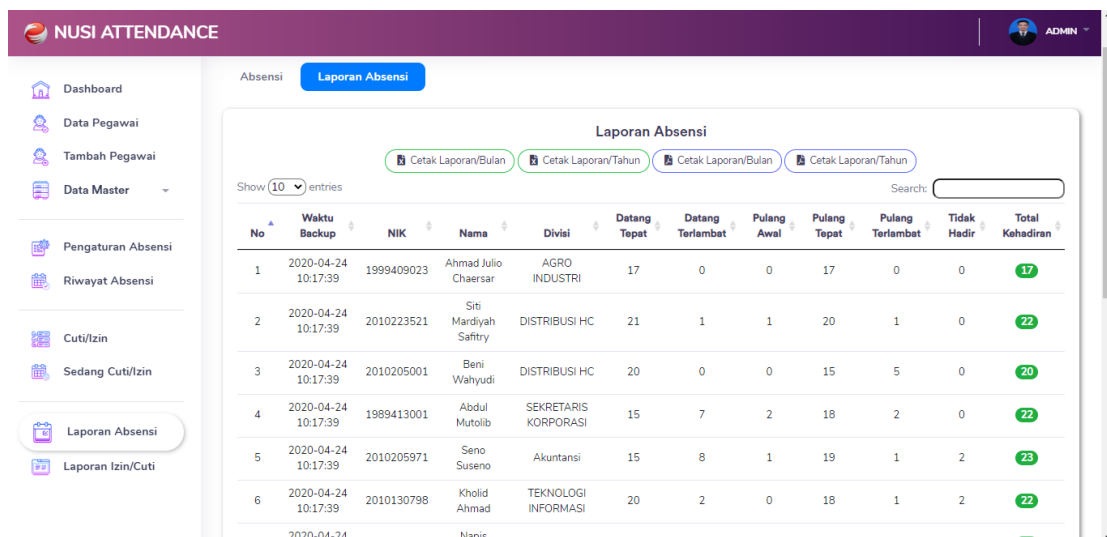 NUSI ATTENDANCE
ADMIN
Dashboard
Data Pegawai
Tambah Pegawai
Data Master
Pengaturan Absensi
Riwayat Absensi
Cuti/Izin
Sedang Cuti/Izin
Laporan Absensi
Laporan Izin/Cuti
Absensi Laporan Absensi
Laporan Absensi
Cetak Laporan/Bulan Cetak Laporan/Tahun Cetak Laporan/Bulan Cetak Laporan/Tahun
Show 10 entries Search:
No Waktu Backup NIK Nama Divisi Datang Tepat Datang Terlambat Pulang Awal Pulang Tepat Pulang Terlambat Tidak Hadir Total Kehadiran
1 2020-04-24 10:17:39 1999409023 Ahmad Julio Chaersar AGRO INDUSTRI 17 0 0 17 0 0 17
2 2020-04-24 10:17:39 2010223521 Siti Mardiyah Safitry DISTRIBUSI HC 21 1 1 20 1 0 22
3 2020-04-24 10:17:39 2010205001 Beni Wahyudi DISTRIBUSI HC 20 0 0 15 5 0 20
4 2020-04-24 10:17:39 1989413001 Abdul Mutolib SEKRETARIS KORPORASI 15 7 2 18 2 0 22
5 2020-04-24 10:17:39 2010205971 Seno Suseno Akuntansi 15 8 1 19 1 2 23
6 2020-04-24 10:17:39 2010130798 Kholid Ahmad TEKNOLOGI INFORMASI 20 2 0 18 1 2 22
2020-04-24 Nanis